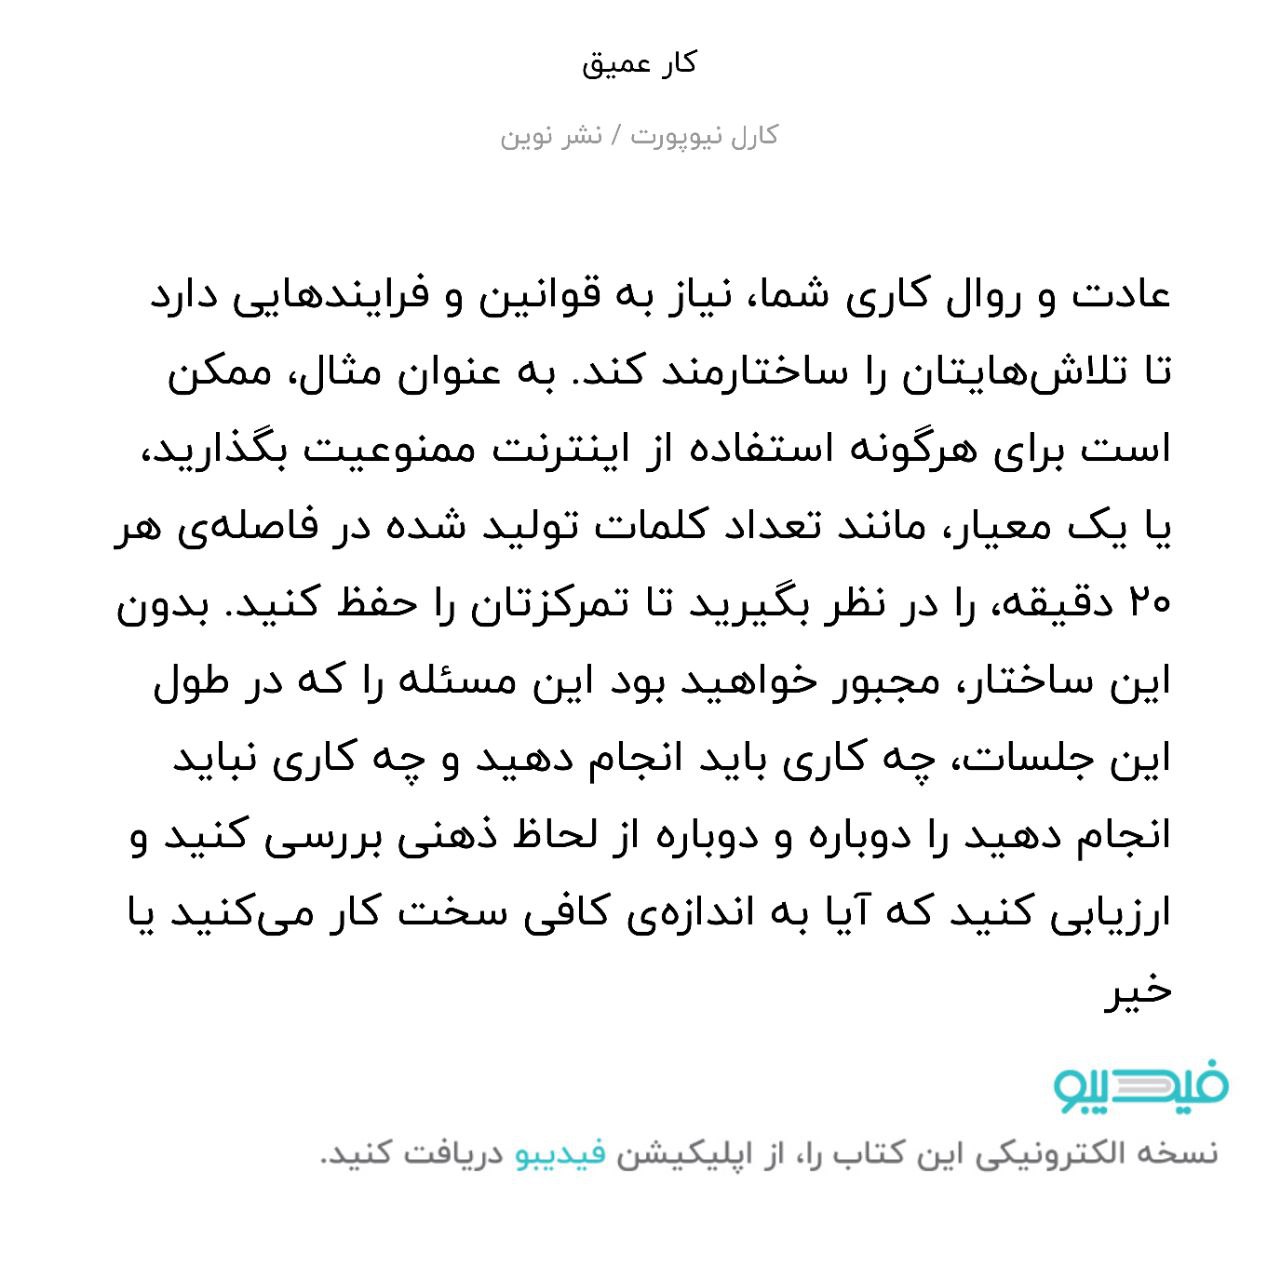 کار عمیق
کارل نیوپورت / نشر نوین
عادت و روال کاری شما، نیاز به قوانین و فرایندهایی دارد
تا تلاش‌هایتان را ساختارمند کند. به عنوان مثال، ممکن
است برای هرگونه استفاده از اینترنت ممنوعیت بگذارید،
یا یک معیار، مانند تعداد کلمات تولید شده در فاصله‌ی هر
۲۰ دقیقه، را در نظر بگیرید تا تمرکزتان را حفظ کنید. بدون
این ساختار، مجبور خواهید بود این مسئله را که در طول
این جلسات، چه کاری باید انجام دهید و چه کاری نباید
انجام دهید را دوباره و دوباره از لحاظ ذهنی بررسی کنید و
ارزیابی کنید که آیا به اندازه‌ی کافی سخت کار می‌کنید یا
خیر
فیدیبو
نسخه الکترونیکی این کتاب را، از اپلیکیشن فیدیبو دریافت کنید.